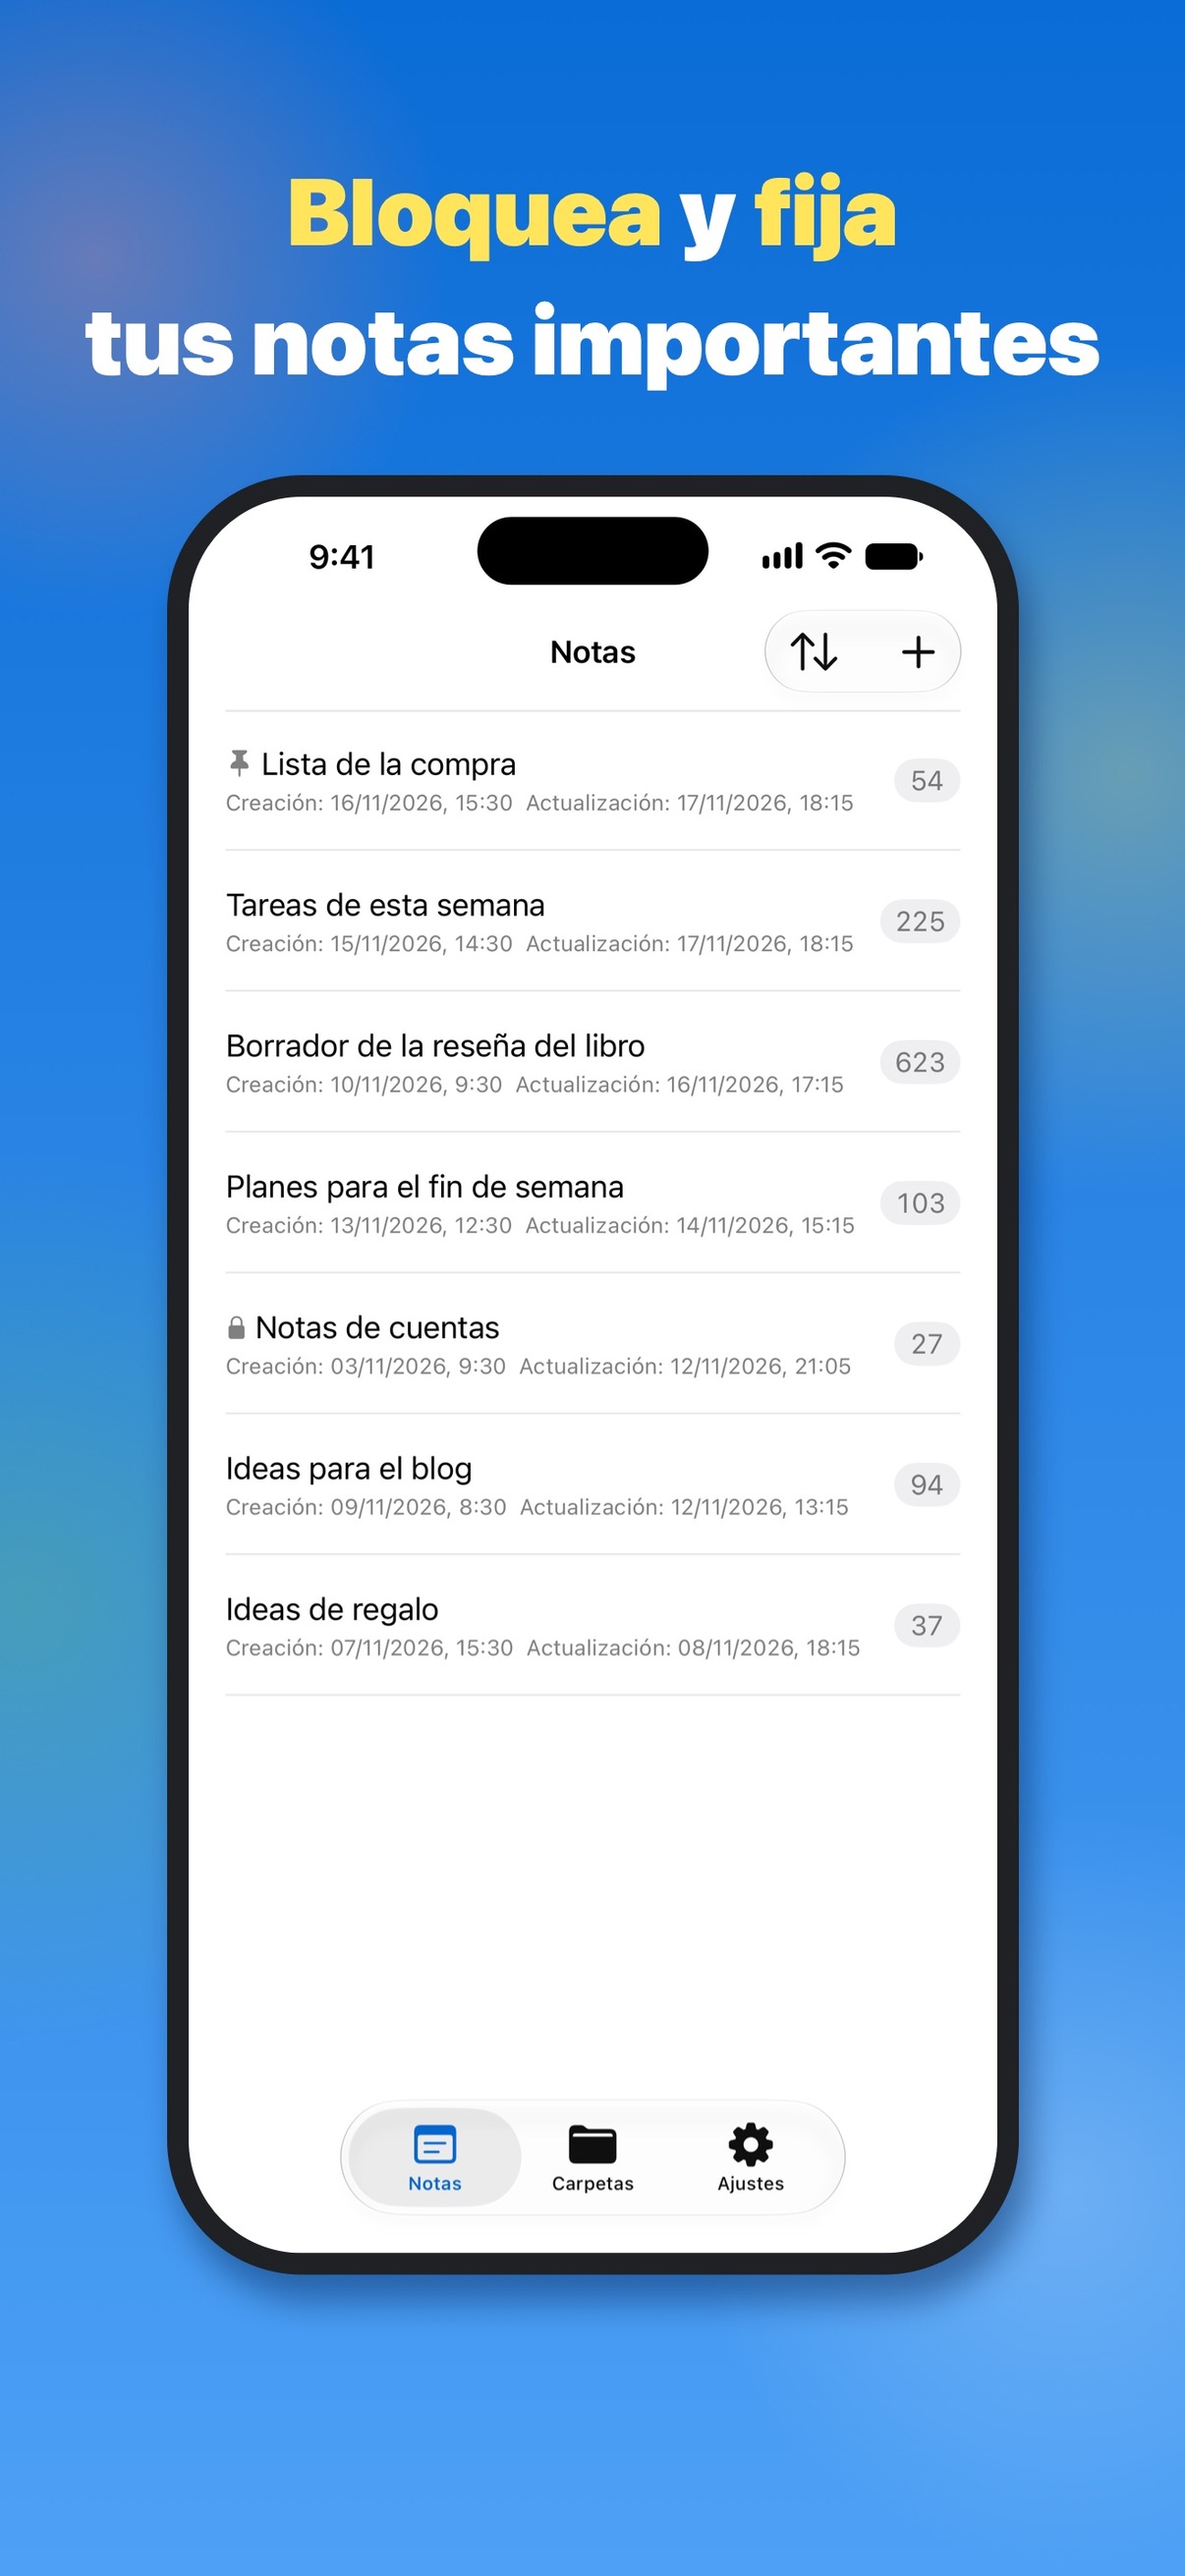 Bloquea y fija
tus notas importantes
9:41
Notas
Lista de la compra
Creación: 16/11/2026, 15:30 Actualización: 17/11/2026, 18:15
54
Tareas de esta semana
Creación: 15/11/2026, 14:30 Actualización: 17/11/2026, 18:15
225
Borrador de la reseña del libro
Creación: 10/11/2026, 9:30 Actualización: 16/11/2026, 17:15
623
Planes para el fin de semana
Creación: 13/11/2026, 12:30 Actualización: 14/11/2026, 15:15
103
Notas de cuentas
Creación: 03/11/2026, 9:30 Actualización: 12/11/2026, 21:05
27
Ideas para el blog
Creación: 09/11/2026, 8:30 Actualización: 12/11/2026, 13:15
94
Ideas de regalo
Creación: 07/11/2026, 15:30 Actualización: 08/11/2026, 18:15
37
Notas
Carpetas
Ajustes